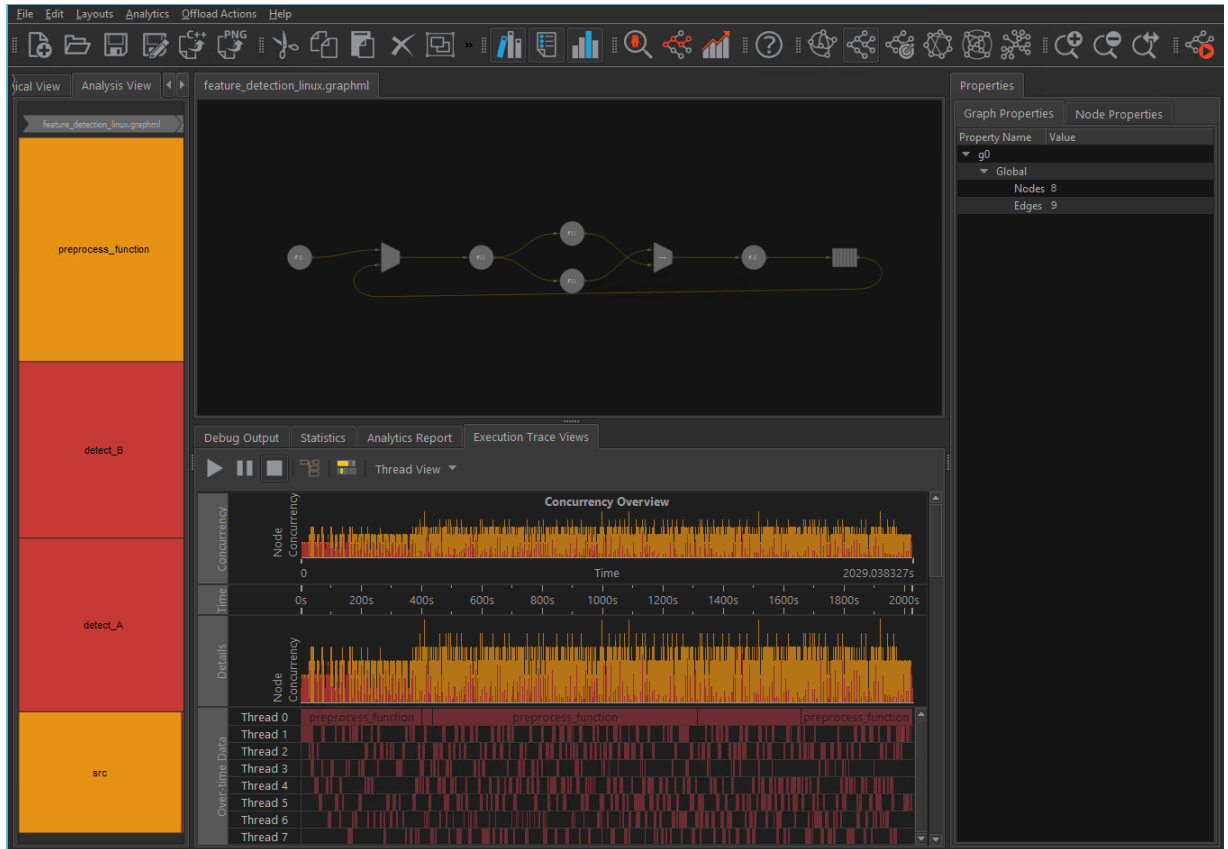 File Edit Layouts Analytics Offload Actions Help
C++ PNG
ical View Analysis View
feature_detection_linux.graphml
Properties
feature_detection_linux.graphml
Graph Properties Node Properties
Property Name Value
g0
Global
Nodes 8
Edges 9
preprocess_function
detect_B
detect_A
src
f()
f()
f()
f()
Debug Output Statistics Analytics Report Execution Trace Views
Thread View
Concurrency
Node
Concurrency
Concurrency Overview
0 Time 2029.038327s
Time
0s 200s 400s 600s 800s 1000s 1200s 1400s 1600s 1800s 2000s
Details
Node
Concurrency
Over-time Data
Thread 0 preprocess_function preprocess_function preprocess_function
Thread 1
Thread 2
Thread 3
Thread 4
Thread 5
Thread 6
Thread 7